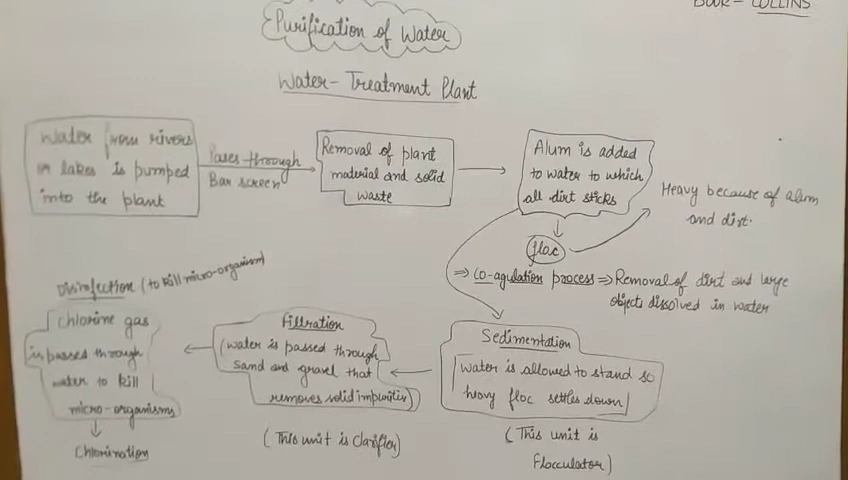 BOOK - COLLINS
Purification of Water
Water - Treatment Plant
Water from rivers
or lakes is pumped
into the plant
Passes through
Bar screen
Removal of plant
material and solid
waste
Alum is added
to water to which
all dirt sticks
Heavy because of alum
and dirt.
floc
⇒ Co-agulation process ⇒ Removal of dirt and large
objects dissolved in water
Sedimentation
Water is allowed to stand so
heavy floc settles down
(This unit is
Flocculator)
Filtration
(water is passed through
sand and gravel that
removes solid impurities)
(This unit is Clarifier)
Disinfection (to kill micro-organism)
Chlorine gas
is passed through
water to kill
micro-organisms
Chlorination